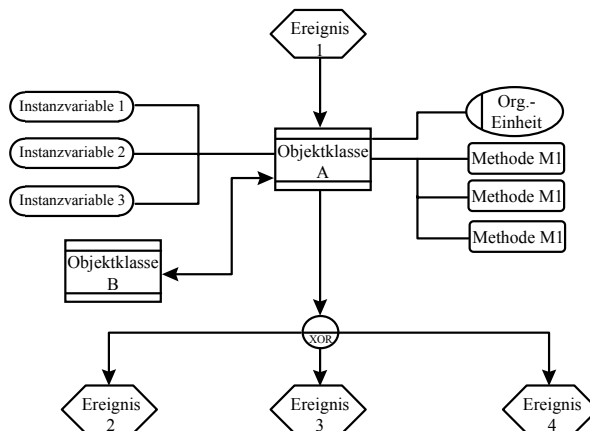 Ereignis
1
Instanzvariable 1
Org.-
Einheit
Instanzvariable 2
Objektklasse
A
Methode M1
Instanzvariable 3
Methode M1
Methode M1
Objektklasse
B
XOR
Ereignis
2
Ereignis
3
Ereignis
4